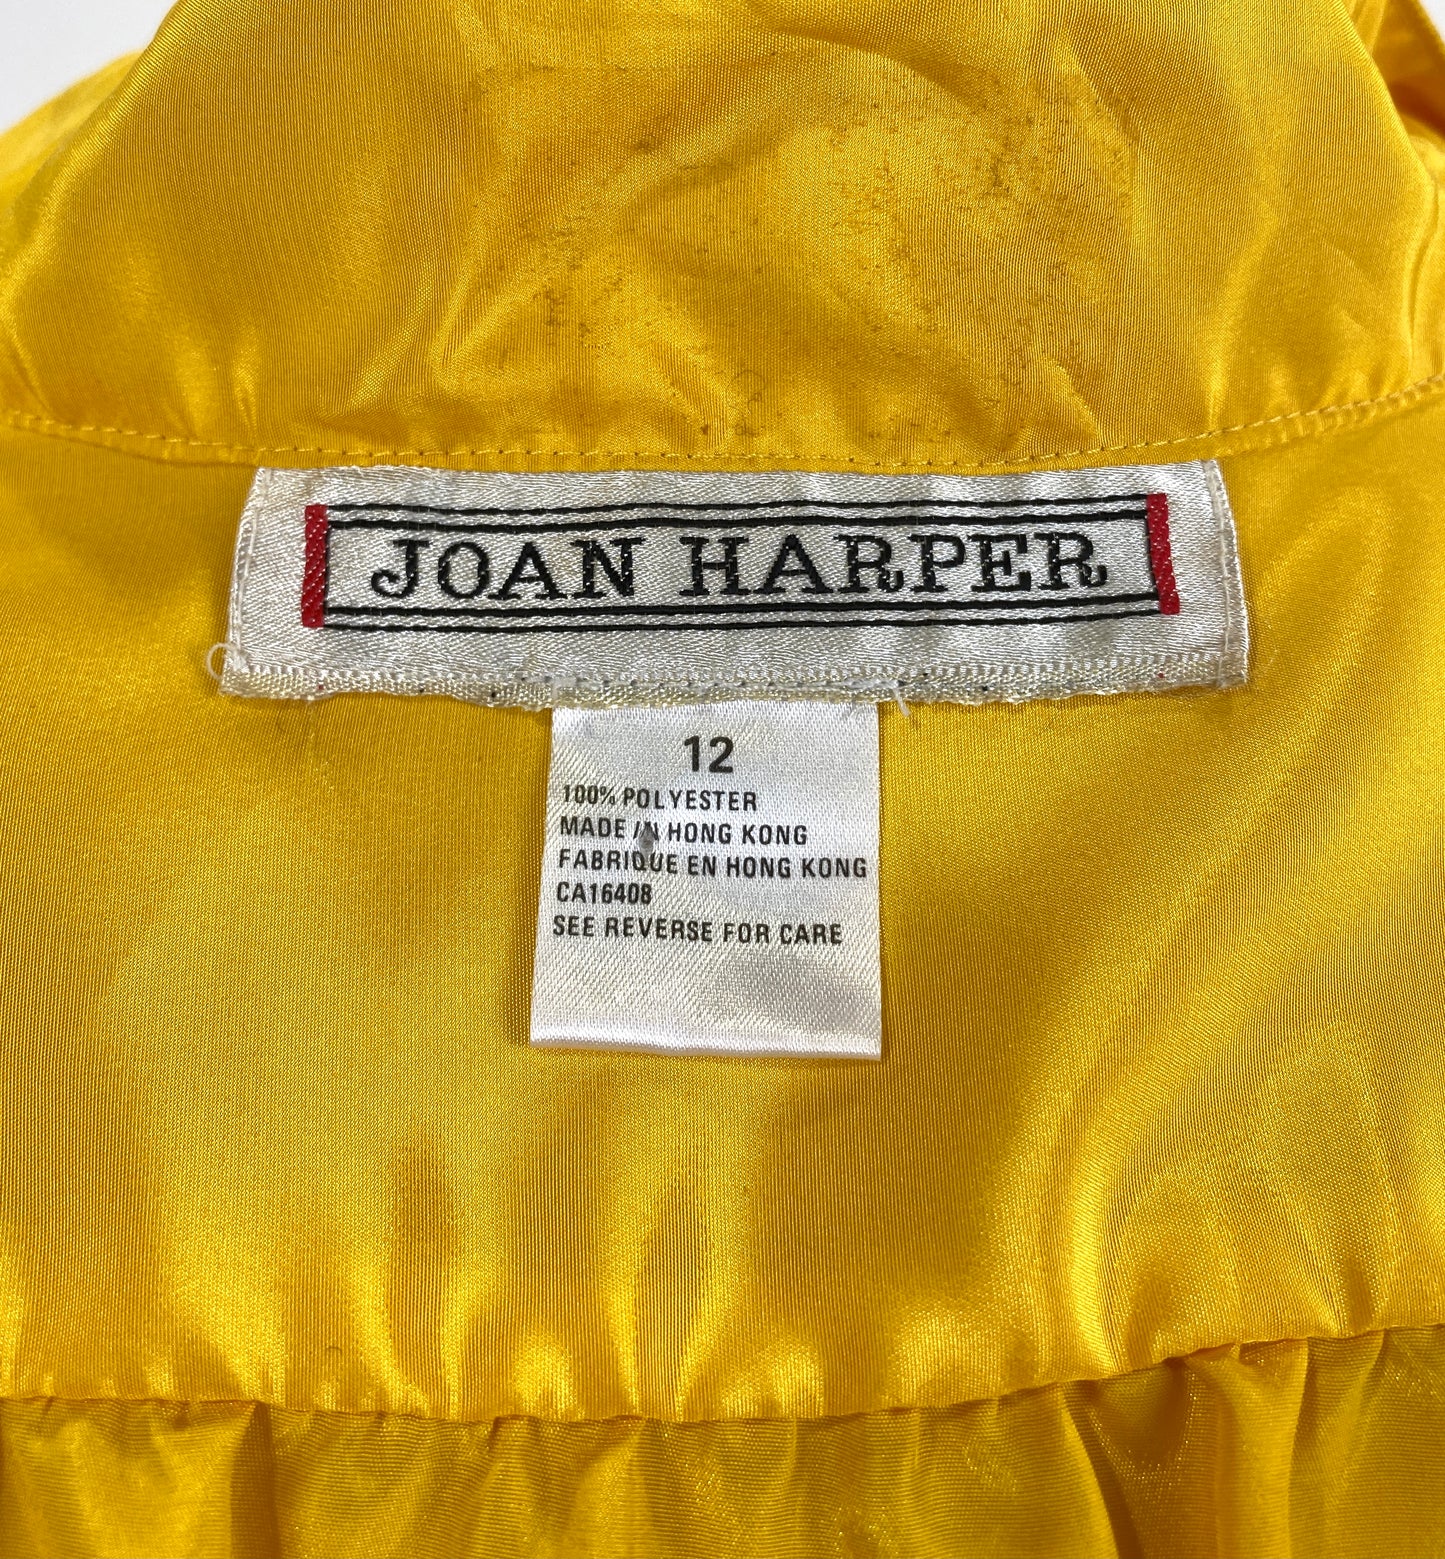 JOAN HARPER
12
100% POLYESTER
MADE IN HONG KONG
FABRIQUE EN HONG KONG
CA16408
SEE REVERSE FOR CARE